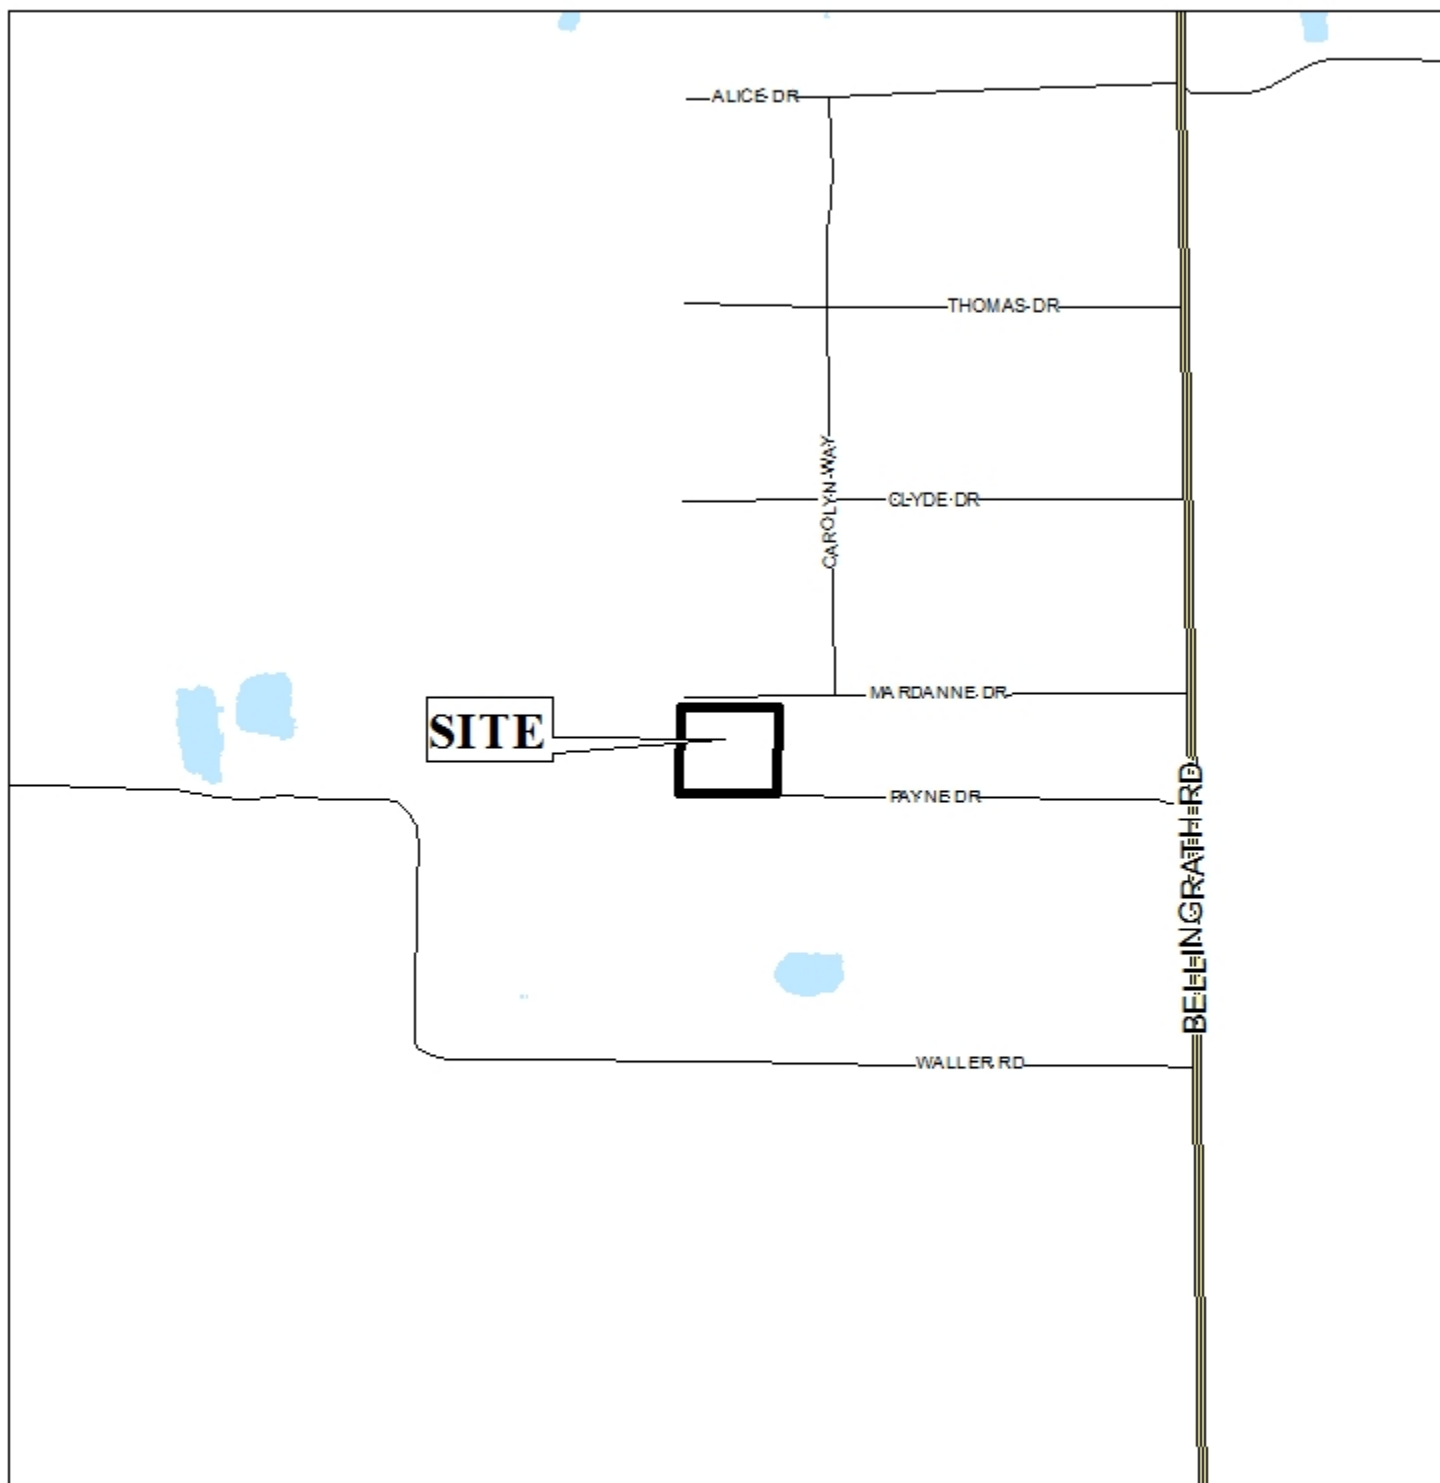 ALICE DR
THOMAS DR
CAROLYN WAY
CLYDE DR
MARDANNE DR
SITE
PAYNE DR
BELLINGRATH RD
WALLER RD